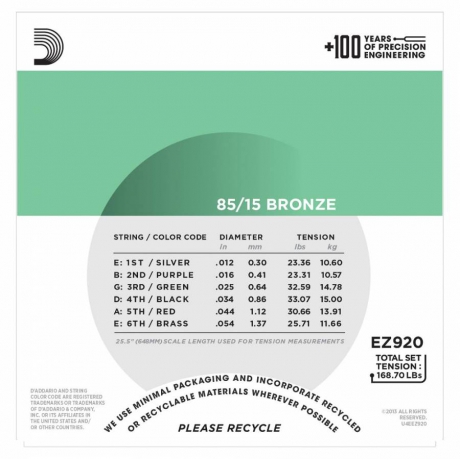 +100 YEARS
OF PRECISION
ENGINEERING
85/15 BRONZE
STRING / COLOR CODE DIAMETER TENSION
in mm lbs kg
E: 1ST / SILVER .012 0.30 23.36 10.60
B: 2ND / PURPLE .016 0.41 23.31 10.57
G: 3RD / GREEN .025 0.64 32.59 14.78
D: 4TH / BLACK .034 0.86 33.07 15.00
A: 5TH / RED .044 1.12 30.66 13.91
E: 6TH / BRASS .054 1.37 25.71 11.66
25.5" (648MM) SCALE LENGTH USED FOR TENSION MEASUREMENTS
EZ920
TOTAL SET
TENSION :
168.70 LBs
D'ADDARIO AND STRING
COLOR CODE ARE REGISTERED
TRADEMARKS OR TRADEMARKS
OF D'ADDARIO & COMPANY,
INC. OR ITS AFFILIATES IN
THE UNITED STATES AND/
OR OTHER COUNTRIES.
WE USE MINIMAL PACKAGING AND INCORPORATE RECYCLED
OR RECYCLABLE MATERIALS WHEREVER POSSIBLE
PLEASE RECYCLE
©2013 ALL RIGHTS
RESERVED.
U4EEZ920